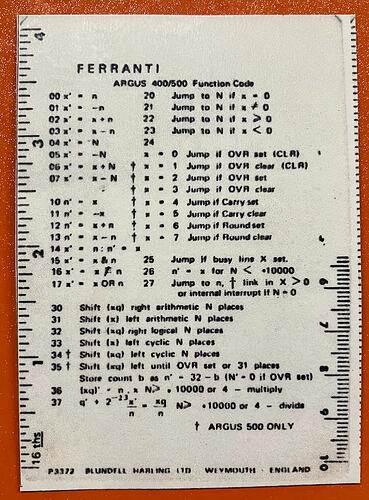 FERRANTI
ARGUS 400/500 Function Code
00 x' = n 20 Jump to N if x = 0
01 x' = -n 21 Jump to N if x ≠ 0
02 x' = x+n 22 Jump to N if x ⩾ 0
03 x' = x-n 23 Jump to N if x < 0
04 x' = N 24
05 x' = -N x = 0 Jump if OVR set (CLR)
06 x' = x+N † x = 1 Jump if OVR clear (CLR)
07 x' = x-N † x = 2 Jump if OVR set
† x = 3 Jump if OVR clear
10 n' = x † x = 4 Jump if Carry set
11 n' = -x † x = 5 Jump if Carry clear
12 n' = x+n † x = 6 Jump if Round set
13 n' = x-n † x = 7 Jump if Round clear
14 x' = n : n' = x
15 x' = x & n 25 Jump if busy line X set.
16 x' = x ≢ n 26 n' = x for N < +10000
17 x' = x OR n 27 Jump to n, † link in X > 0
or internal interrupt if N = 0
30 Shift (xq) right arithmetic N places
31 Shift (x) left arithmetic N places
32 Shift (xq) right logical N places
33 Shift (x) left cyclic N places
34 † Shift (xq) left cyclic N places
35 † Shift (xq) left until OVR set or 31 places
Store count b as n' = 32 - b (N' = 0 if OVR set)
36 (xq)' = n . x N⩾ +10000 or 4 - multiply
37 q' + 2⁻²³ x'/n = xq/n N⩾ +10000 or 4 - divide
† ARGUS 500 ONLY
P3372 BLUNDELL HARLING LTD WEYMOUTH - ENGLAND
16 ths
1
2
3
4
6
7
8
9
10